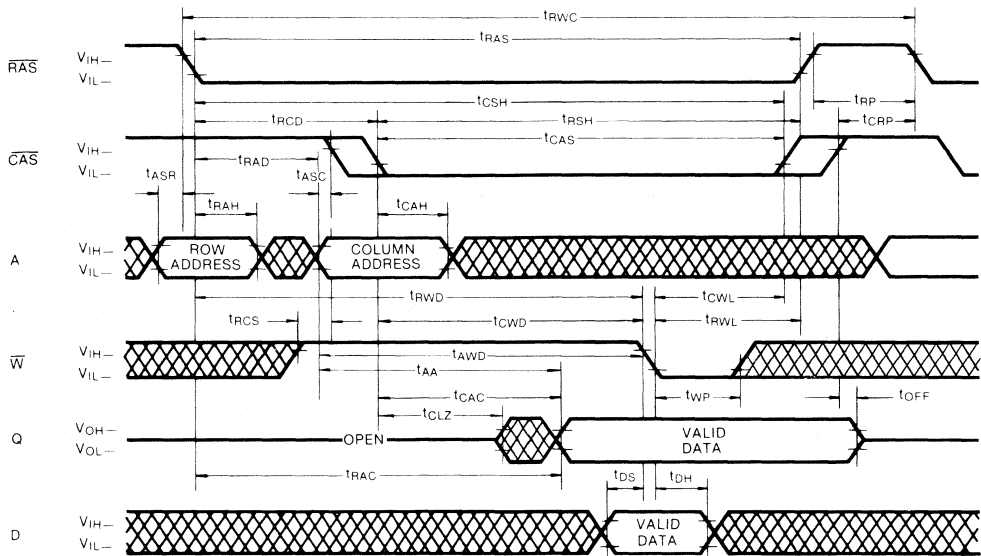 tRWC
tRAS
RAS
VIH
VIL
tCSH
tRP
tRCD
tRSH
tCRP
tCAS
CAS
VIH
VIL
tRAD
tASC
tASR
tRAH
tCAH
A
VIH
VIL
ROW
ADDRESS
COLUMN
ADDRESS
tRWD
tCWL
tRCS
tCWD
tRWL
W
VIH
VIL
tAWD
tAA
tCAC
tWP
tOFF
tCLZ
Q
VOH
VOL
OPEN
VALID
DATA
tRAC
tDS
tDH
D
VIH
VIL
VALID
DATA